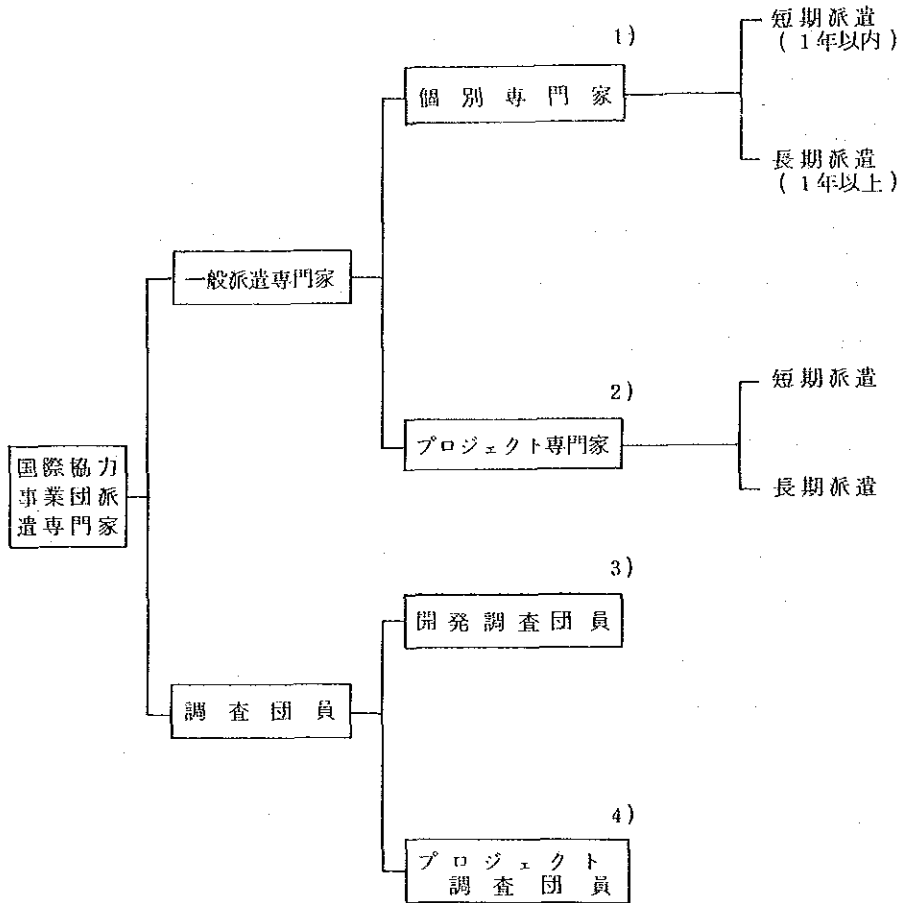 1)
短期派遣
(1年以内)
個別専門家
長期派遣
(1年以上)
一般派遣専門家
2)
短期派遣
プロジェクト専門家
長期派遣
国際協力
事業団派
遣専門家
3)
開発調査団員
調査団員
4)
プロジェクト
調査団員